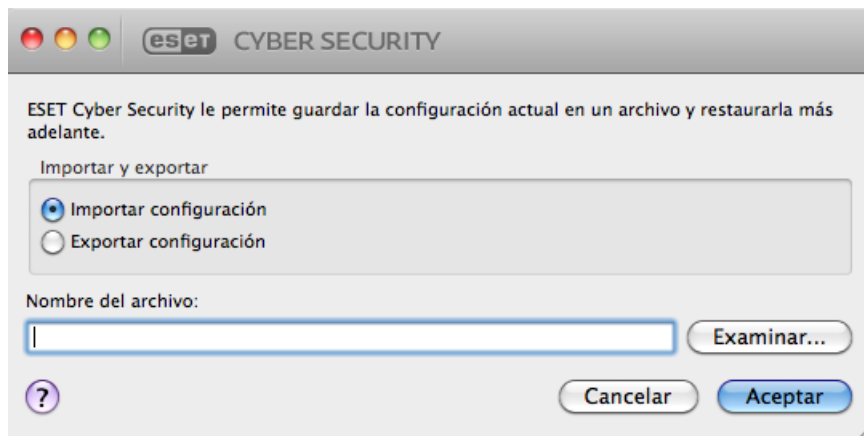 eset CYBER SECURITY
ESET Cyber Security le permite guardar la configuración actual en un archivo y restaurarla más
adelante.
Importar y exportar
Importar configuración
Exportar configuración
Nombre del archivo:
Examinar...
?
Cancelar
Aceptar